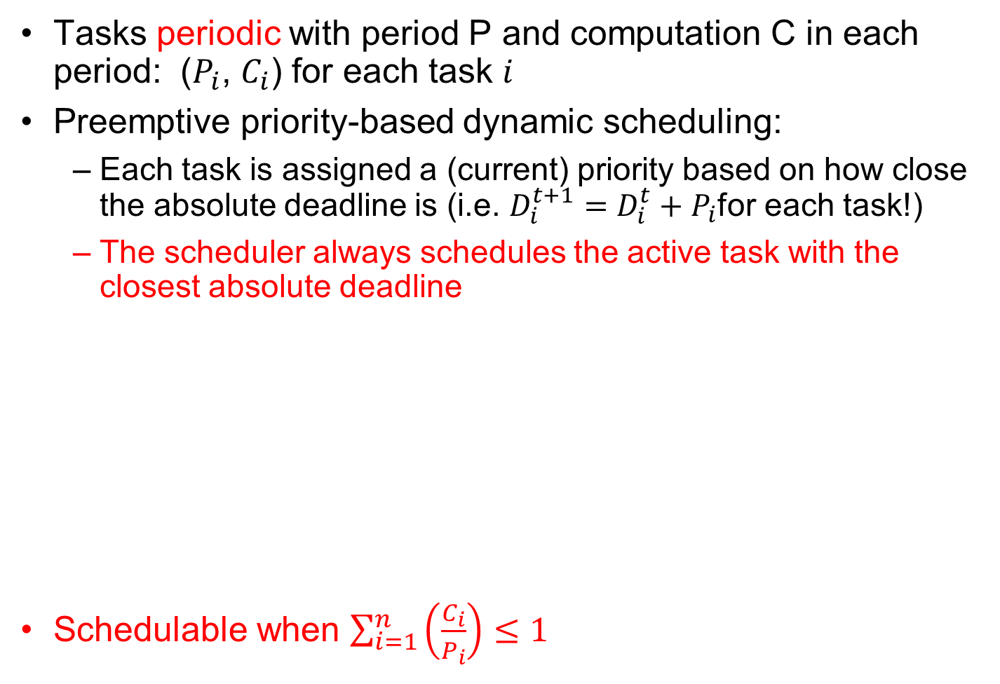 • Tasks periodic with period P and computation C in each
period: (𝑃ᵢ, 𝐶ᵢ) for each task 𝑖
• Preemptive priority-based dynamic scheduling:
– Each task is assigned a (current) priority based on how close
the absolute deadline is (i.e. $D_i^{t+1} = D_i^t + P_i$for each task!)
– The scheduler always schedules the active task with the
closest absolute deadline
• Schedulable when $\sum_{i=1}^{n} \left(\frac{C_i}{P_i}\right) \leq 1$